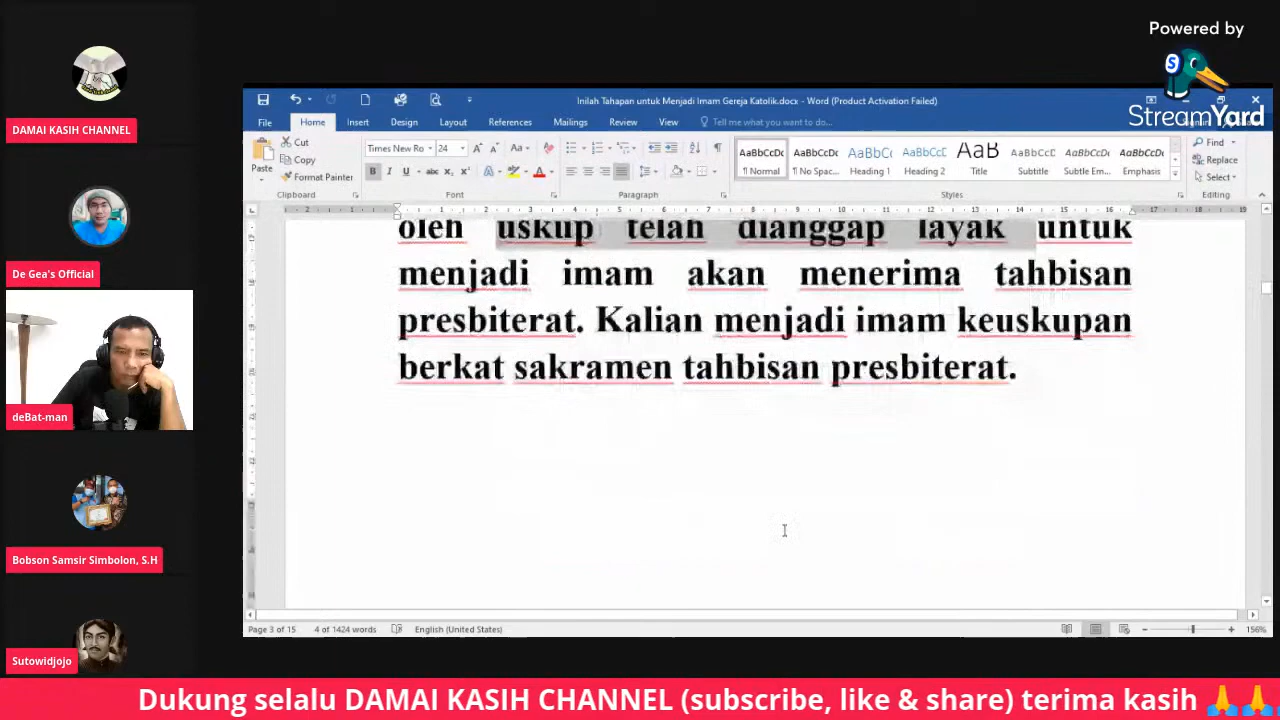 Powered by
StreamYard
DAMAI KASIH CHANNEL
De Gea's Official
deBat-man
Bobson Samsir Simbolon, S.H
Sutowidjojo
Inilah Tahapan untuk Menjadi Imam Gereja Katolik.docx - Word (Product Activation Failed)
File Home Insert Design Layout References Mailings Review View Tell me what you want to do...
Paste
Cut
Copy
Format Painter
Clipboard
Times New Ro 24
Font
Paragraph
AaBbCcDc AaBbCcDc AaBbC AaBbCcC AaB AaBbCcD AaBbCcDc AaBbCcDc
¶ Normal ¶ No Spac... Heading 1 Heading 2 Title Subtitle Subtle Em... Emphasis
Styles
Find
Replace
Select
Editing
oleh uskup telah dianggap layak untuk
menjadi imam akan menerima tahbisan
presbiterat. Kalian menjadi imam keuskupan
berkat sakramen tahbisan presbiterat.
Page 3 of 15 4 of 1424 words English (United States) 156%
Dukung selalu DAMAI KASIH CHANNEL (subscribe, like & share) terima kasih 🙏🙏